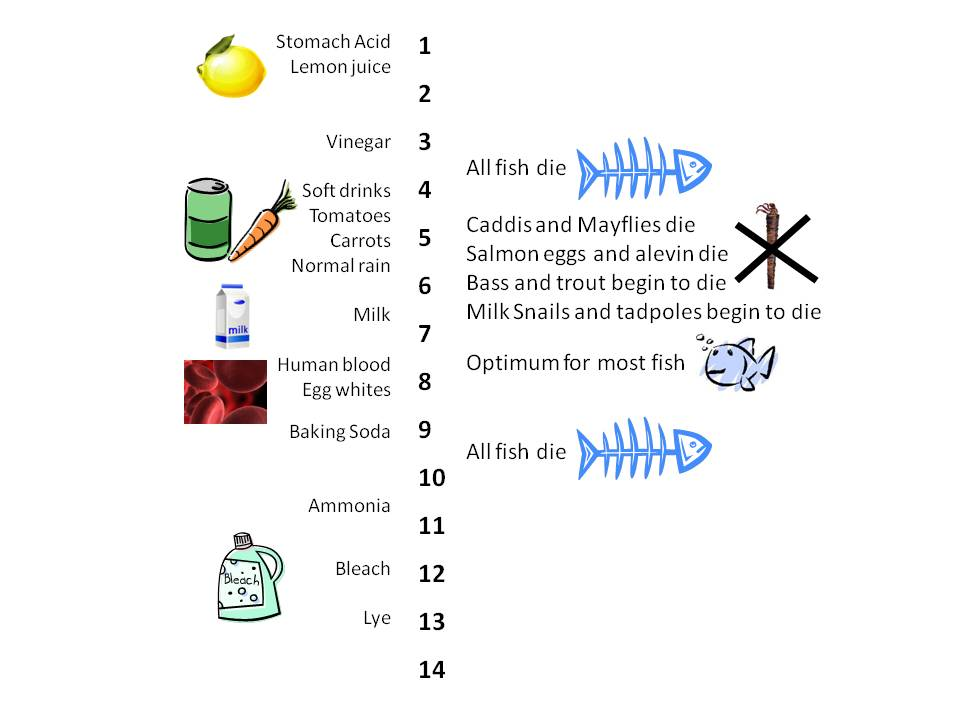 Stomach Acid
Lemon juice
1
2
Vinegar
3
All fish die
4
Soft drinks
Tomatoes
Carrots
Normal rain
5
Caddis and Mayflies die
Salmon eggs and alevin die
Bass and trout begin to die
Milk Snails and tadpoles begin to die
6
milk
Milk
7
Human blood
Egg whites
Optimum for most fish
8
Baking Soda
9
All fish die
10
Ammonia
11
Bleach
Bleach
12
Lye
13
14